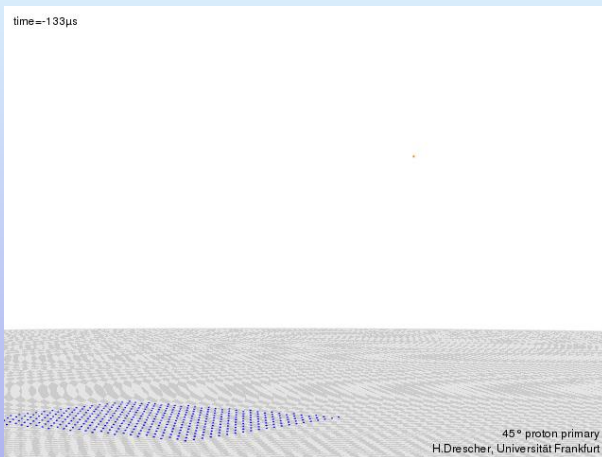 time=-133µs
45° proton primary
H.Drescher, Universität Frankfurt